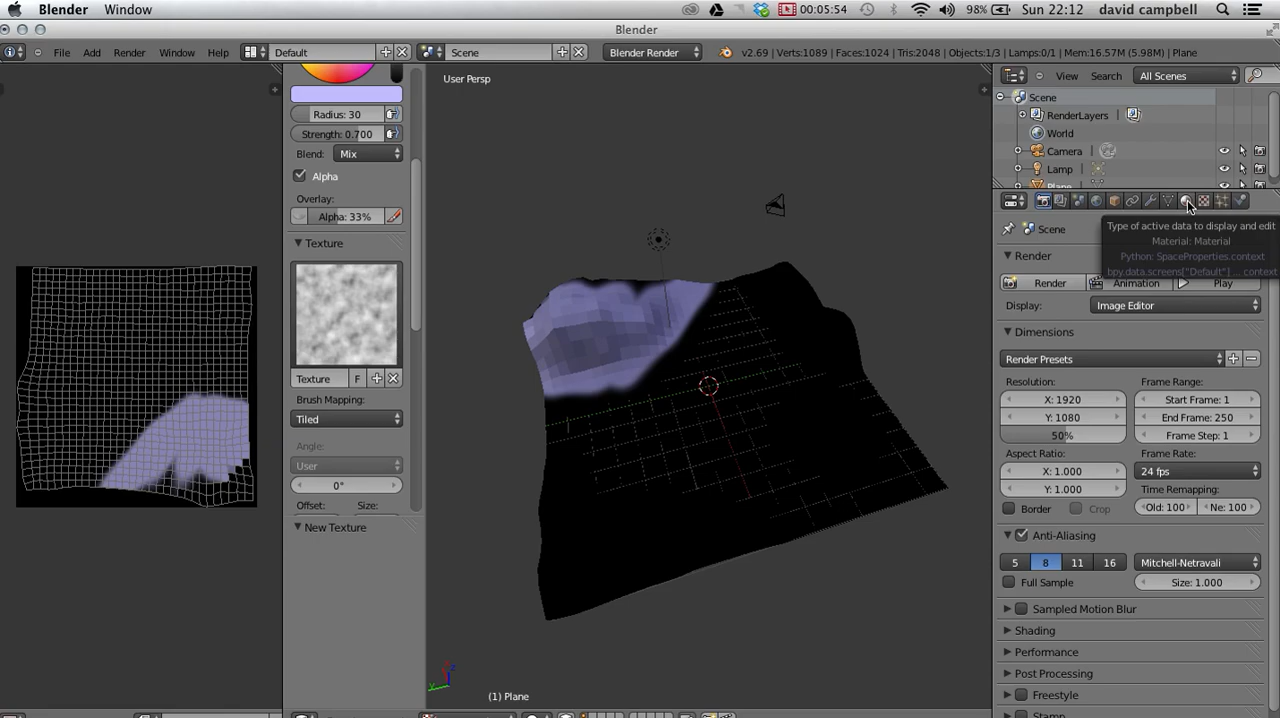 Blender Window 00:05:54 98% Sun 22:12 david campbell
Blender
File Add Render Window Help Default Scene Blender Render v2.69 | Verts:1089 | Faces:1024 | Tris:2048 | Objects:1/3 | Lamps:0/1 | Mem:16.57M (5.98M) | Plane
User Persp
View Search All Scenes
Scene
RenderLayers
World
Camera
Lamp
Plane
Radius: 30
Strength: 0.700
Blend: Mix
Alpha
Overlay:
Alpha: 33%
Texture
Texture F
Brush Mapping:
Tiled
Angle:
User
0°
Offset: Size:
New Texture
(1) Plane
Scene
Type of active data to display and edit
Material: Material
Python: SpaceProperties.context
bpy.data.screens["Default"] ... context
Render
Render Animation Play
Display: Image Editor
Dimensions
Render Presets
Resolution: Frame Range:
X: 1920 Start Frame: 1
Y: 1080 End Frame: 250
50% Frame Step: 1
Aspect Ratio: Frame Rate:
X: 1.000 24 fps
Y: 1.000 Time Remapping:
Border Crop Old: 100 Ne: 100
Anti-Aliasing
5 8 11 16 Mitchell-Netravali
Full Sample Size: 1.000
Sampled Motion Blur
Shading
Performance
Post Processing
Freestyle
Stamp